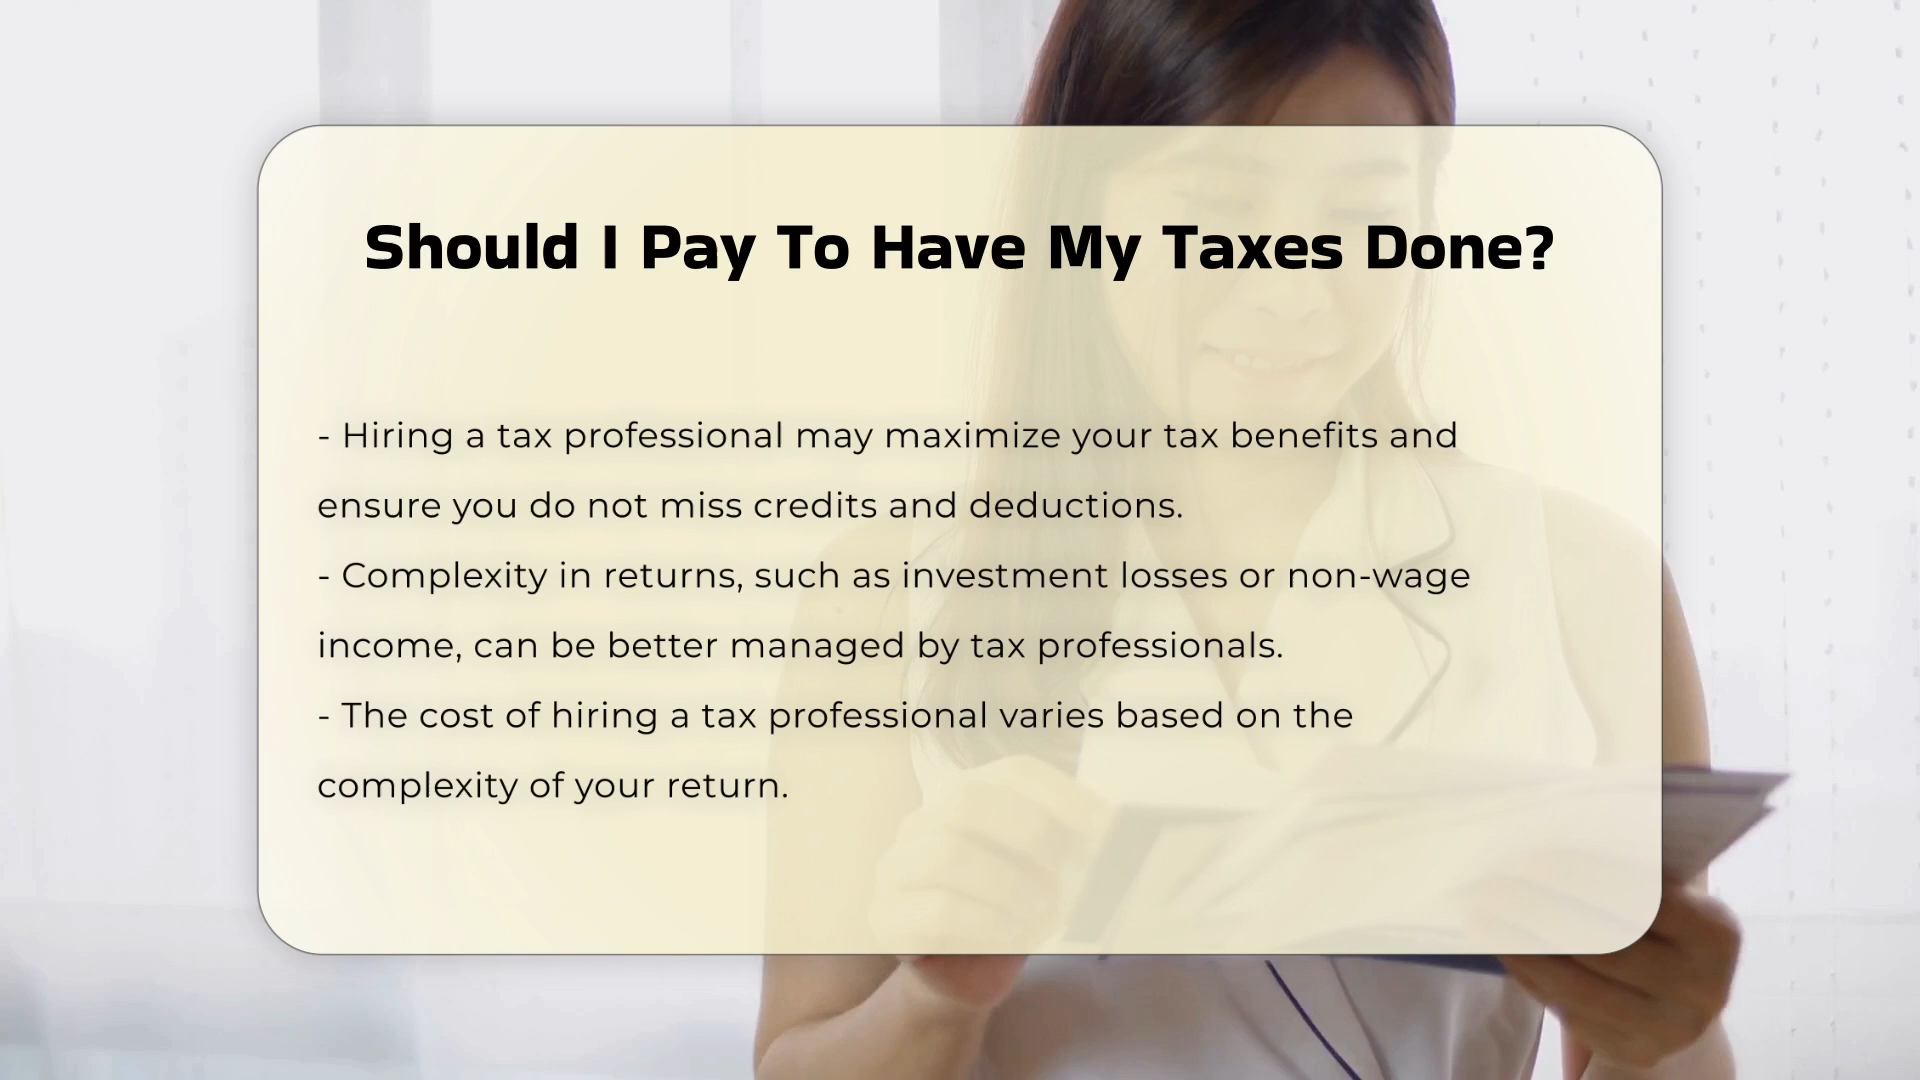 Should I Pay To Have My Taxes Done?
- Hiring a tax professional may maximize your tax benefits and
ensure you do not miss credits and deductions.
- Complexity in returns, such as investment losses or non-wage
income, can be better managed by tax professionals.
- The cost of hiring a tax professional varies based on the
complexity of your return.